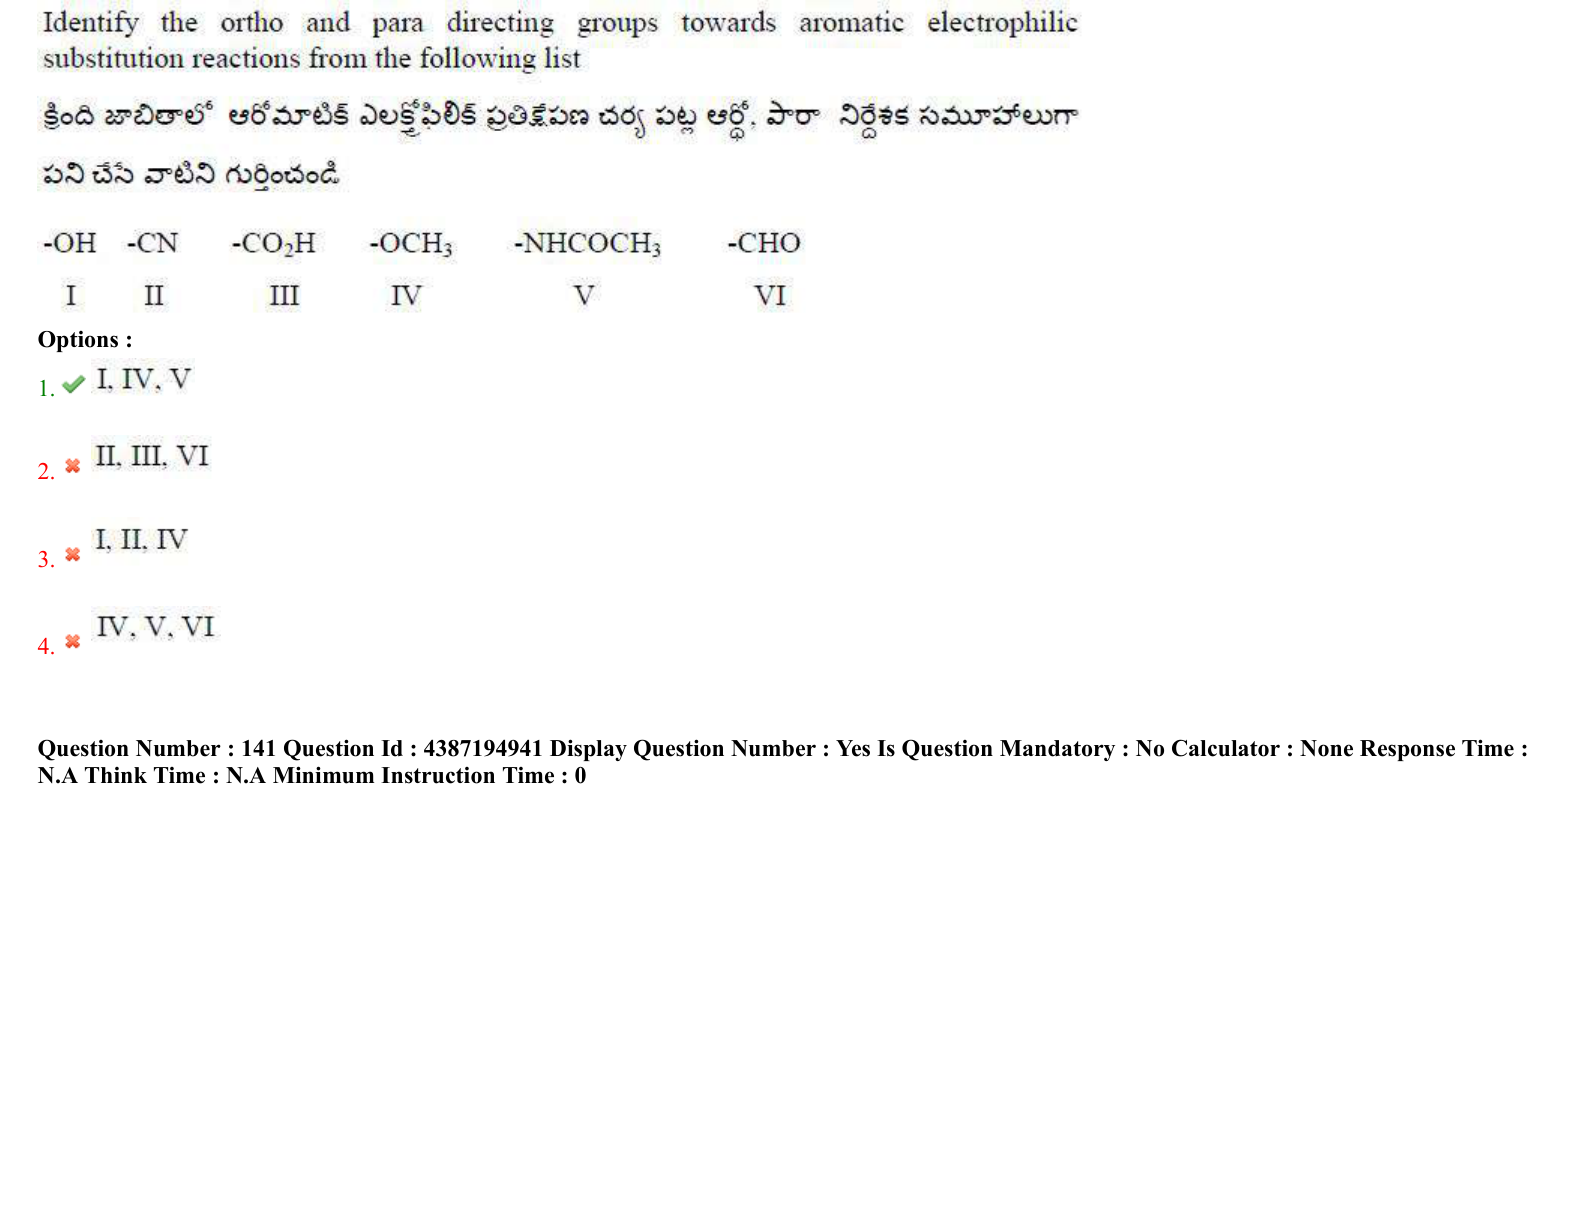 Identify the ortho and para directing groups towards aromatic electrophilic
substitution reactions from the following list
క్రింది జాబితాలో ఆరోమాటిక్ ఎలక్ట్రోఫిలిక్ ప్రతిక్షేపణ చర్య పట్ల ఆర్థో, పారా నిర్దేశక సమూహాలుగా
పని చేసే వాటిని గుర్తించండి
-OH -CN -CO₂H -OCH₃ -NHCOCH₃ -CHO
I II III IV V VI
Options :
1. I, IV, V
2. II, III, VI
3. I, II, IV
4. IV, V, VI
Question Number : 141 Question Id : 4387194941 Display Question Number : Yes Is Question Mandatory : No Calculator : None Response Time :
N.A Think Time : N.A Minimum Instruction Time : 0